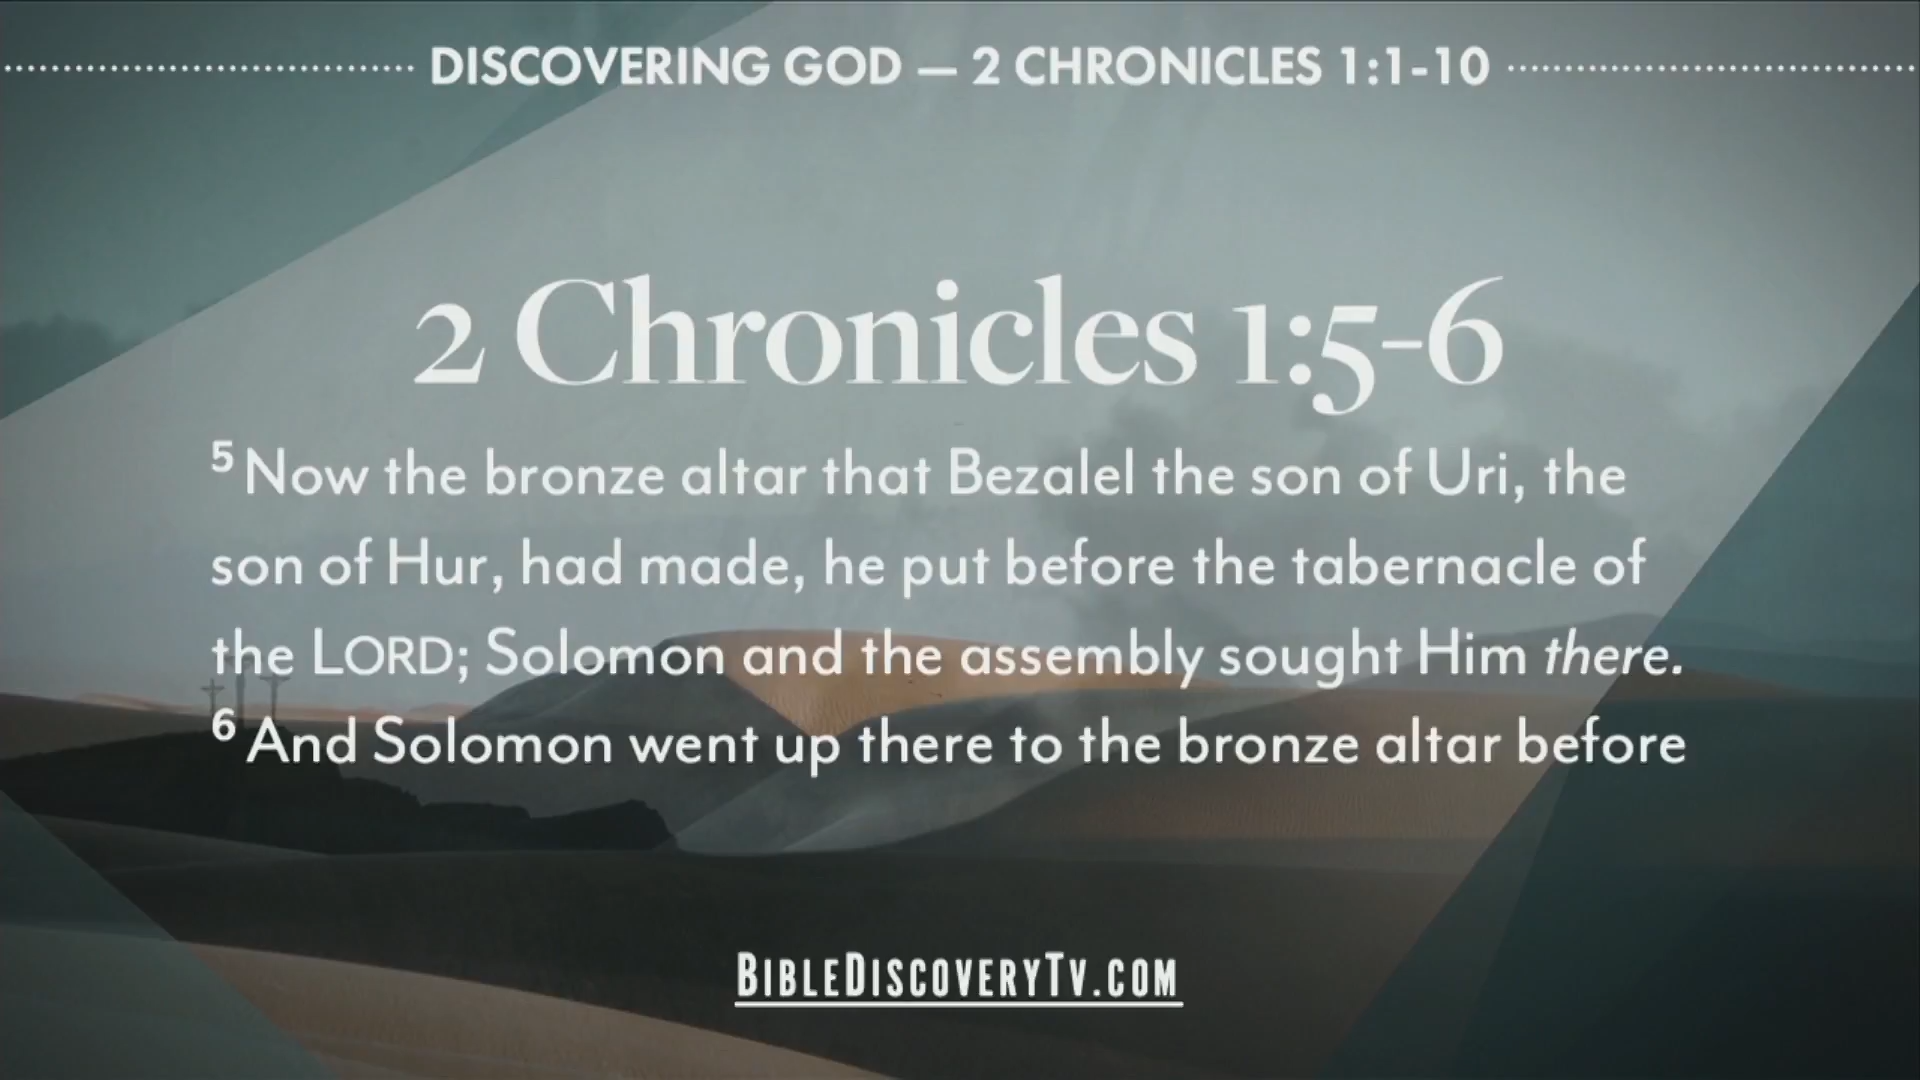 DISCOVERING GOD — 2 CHRONICLES 1:1-10
2 Chronicles 1:5-6
5 Now the bronze altar that Bezalel the son of Uri, the
son of Hur, had made, he put before the tabernacle of
the LORD; Solomon and the assembly sought Him there.
6 And Solomon went up there to the bronze altar before
BIBLEDISCOVERYTV.COM